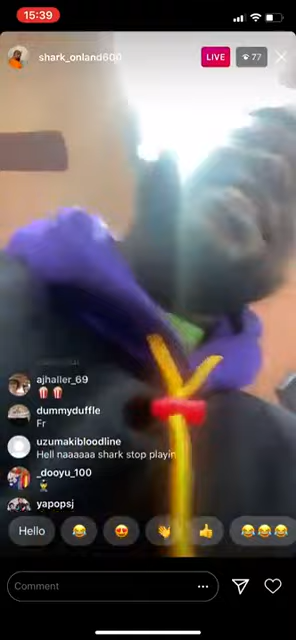 15:39
shark_onland600
LIVE
77
ajhaller_69
dummyduffle
Fr
uzumakibloodline
Hell naaaaaa shark stop playin
_dooyu_100
yapopsj
Hello
Comment